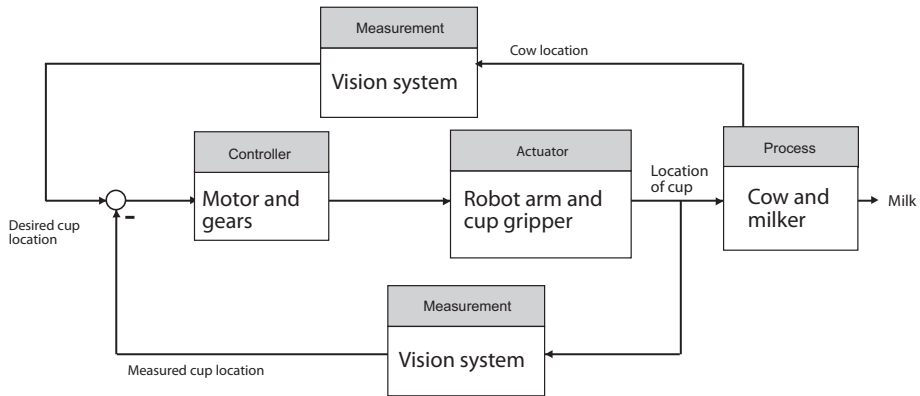 Measurement
Vision system
Cow location
Controller
Motor and
gears
Actuator
Robot arm and
cup gripper
Location
of cup
Process
Cow and
milker
Milk
-
Desired cup
location
Measurement
Vision system
Measured cup location